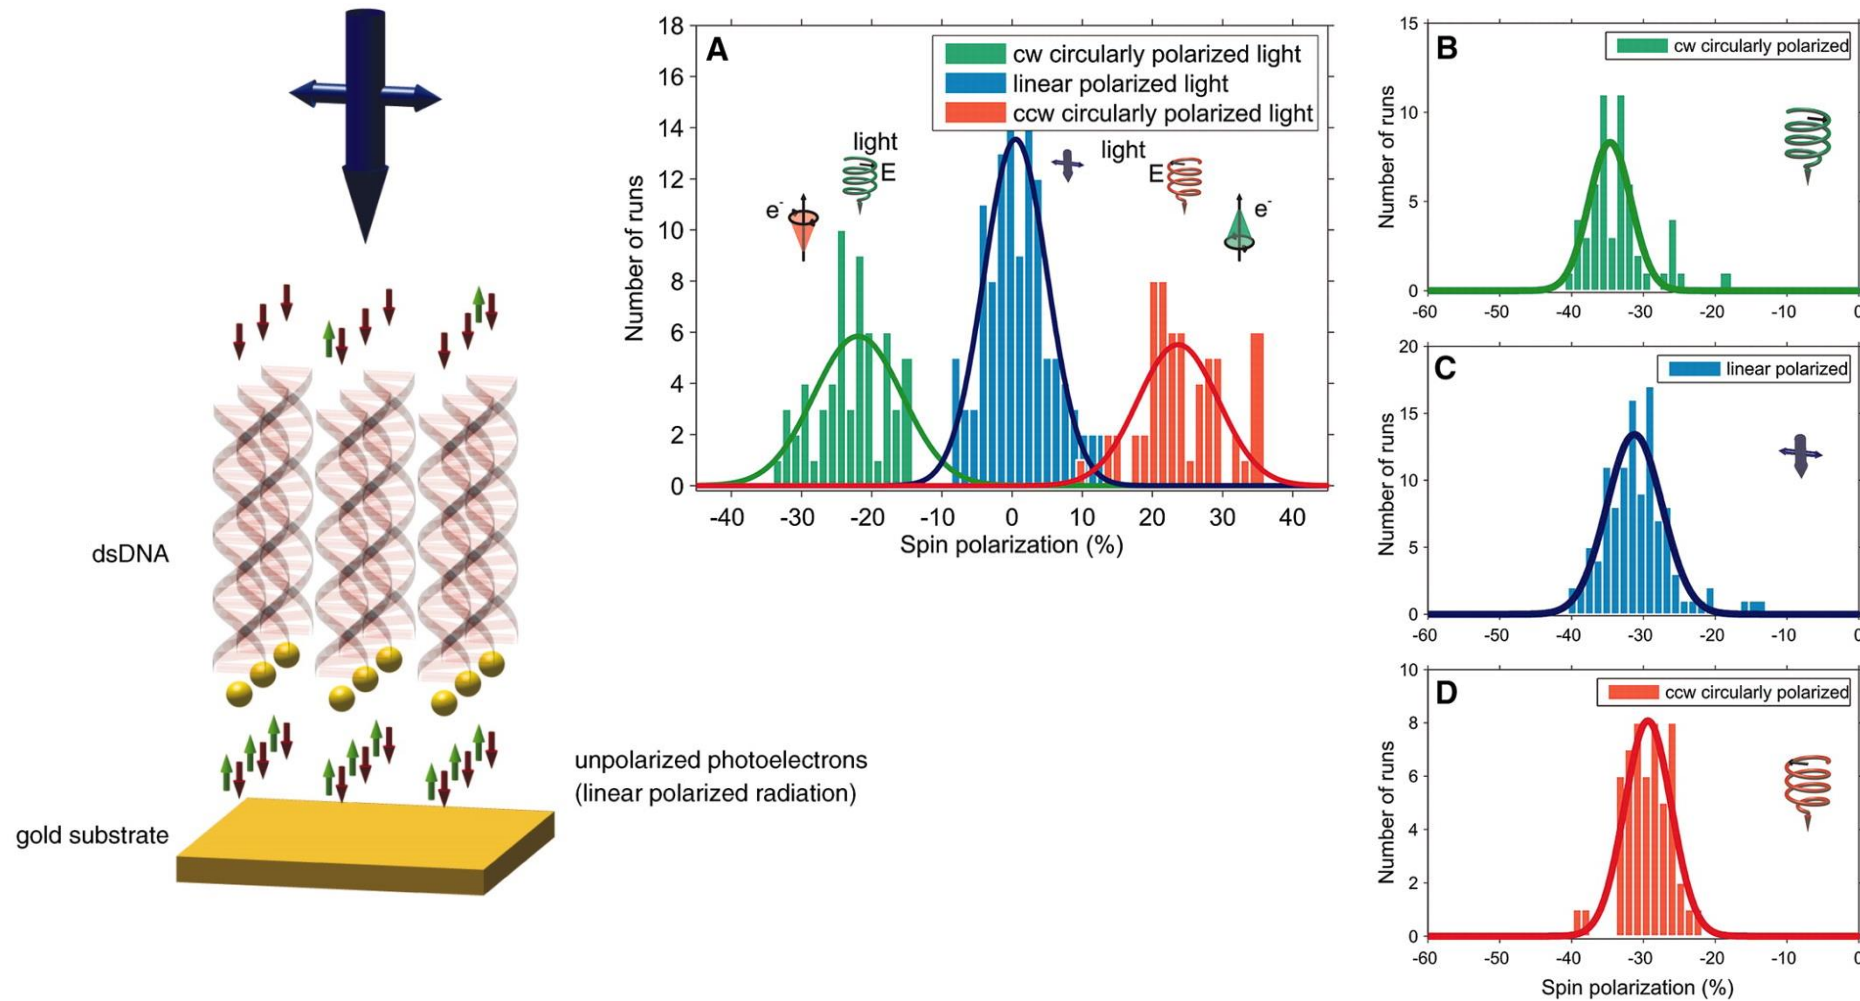 dsDNA
gold substrate
unpolarized photoelectrons
(linear polarized radiation)
A
cw circularly polarized light
linear polarized light
ccw circularly polarized light
light
E
e-
light
E
e-
Number of runs
0
2
4
6
8
10
12
14
16
18
-40
-30
-20
-10
0
10
20
30
40
Spin polarization (%)
B
cw circularly polarized
Number of runs
0
5
10
15
-60
-50
-40
-30
-20
-10
0
C
linear polarized
Number of runs
0
5
10
15
20
-60
-50
-40
-30
-20
-10
0
D
ccw circularly polarized
Number of runs
0
2
4
6
8
10
-60
-50
-40
-30
-20
-10
0
Spin polarization (%)